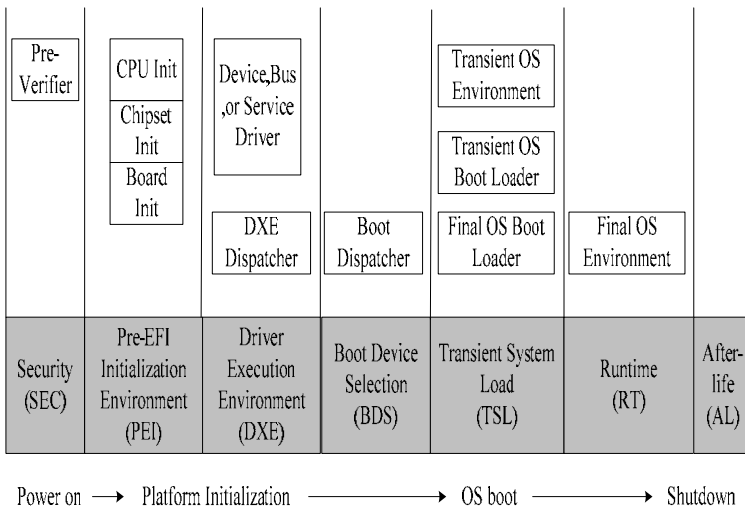 Pre-
Verifier
CPU Init
Chipset
Init
Board
Init
Device,Bus
,or Service
Driver
DXE
Dispatcher
Boot
Dispatcher
Transient OS
Environment
Transient OS
Boot Loader
Final OS Boot
Loader
Final OS
Environment
Security
(SEC)
Pre-EFI
Initialization
Environment
(PEI)
Driver
Execution
Environment
(DXE)
Boot Device
Selection
(BDS)
Transient System
Load
(TSL)
Runtime
(RT)
After-
life
(AL)
Power on → Platform Initialization → OS boot → Shutdown